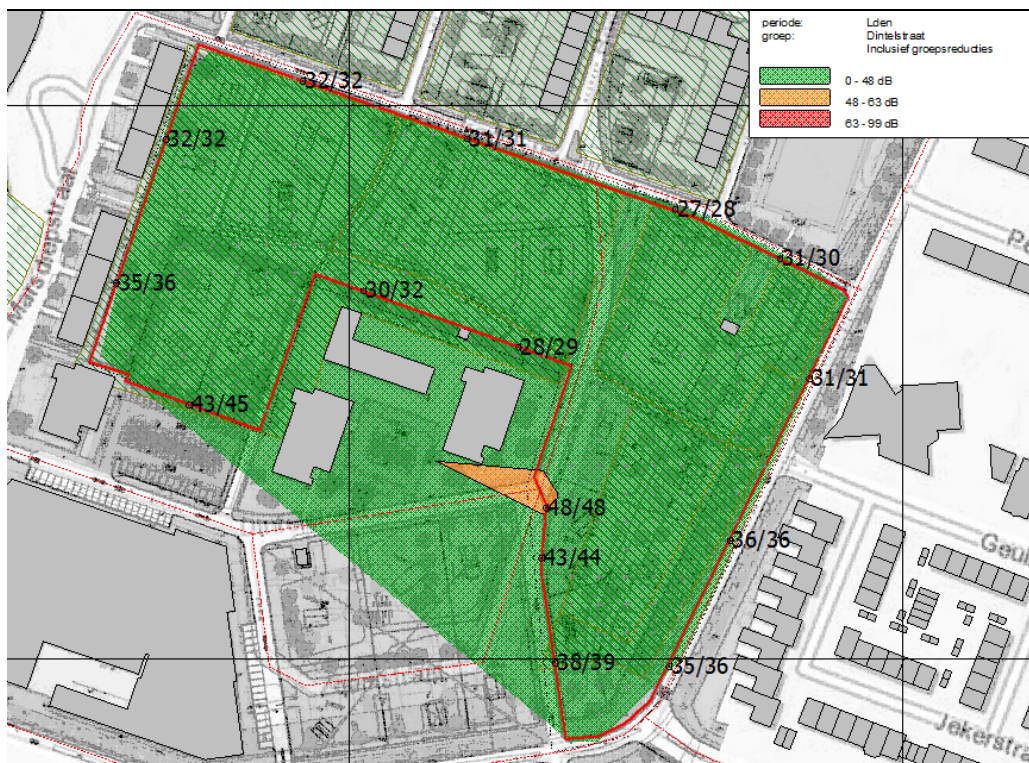 periode: Lden
groep: Dintelstraat
Inclusief groepsreducties
0 - 48 dB
48 - 63 dB
63 - 99 dB
32/32
31/31
32/32
27/28
31/30
35/36
30/32
28/29
31/31
43/45
48/48
36/36
43/44
38/39
35/36
Jekerstra